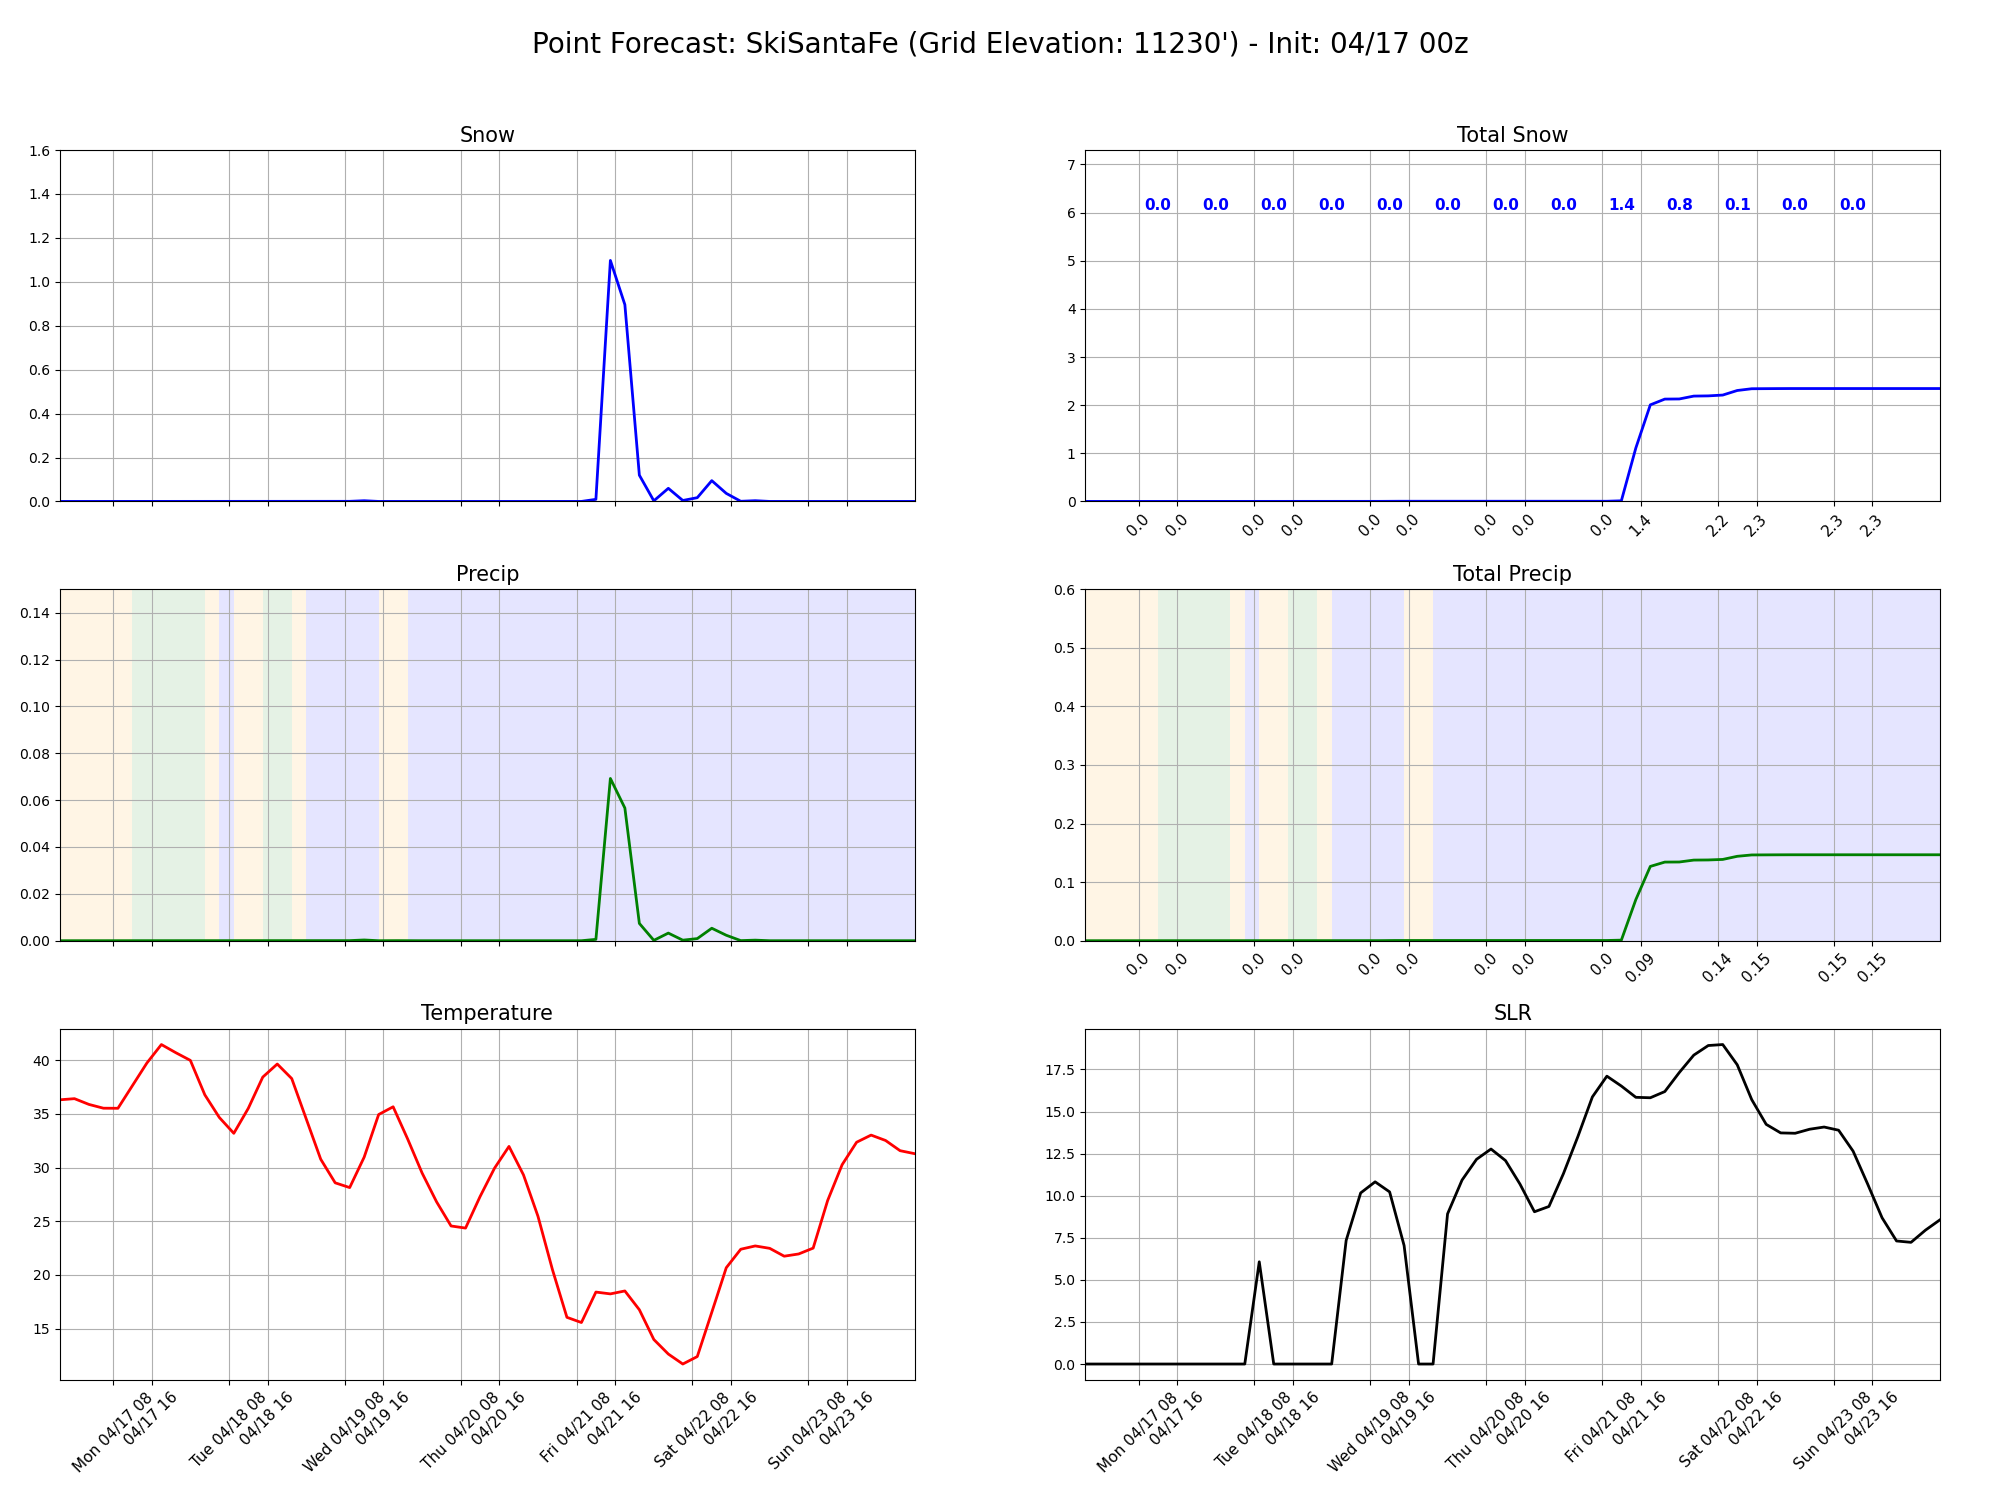 Point Forecast: SkiSantaFe (Grid Elevation: 11230') - Init: 04/17 00z
Snow
1.6
1.4
1.2
1.0
0.8
0.6
0.4
0.2
0.0
Total Snow
7
6
5
4
3
2
1
0
0.0 0.0 0.0 0.0 0.0 0.0 0.0 0.0 1.4 0.8 0.1 0.0 0.0
0.0 0.0 0.0 0.0 0.0 0.0 0.0 0.0 0.0 1.4 2.2 2.3 2.3 2.3
Precip
0.14
0.12
0.10
0.08
0.06
0.04
0.02
0.00
Total Precip
0.6
0.5
0.4
0.3
0.2
0.1
0.0
0.0 0.0 0.0 0.0 0.0 0.0 0.0 0.0 0.0 0.09 0.14 0.15 0.15 0.15
Temperature
40
35
30
25
20
15
Mon 04/17 08
04/17 16
Tue 04/18 08
04/18 16
Wed 04/19 08
04/19 16
Thu 04/20 08
04/20 16
Fri 04/21 08
04/21 16
Sat 04/22 08
04/22 16
Sun 04/23 08
04/23 16
SLR
17.5
15.0
12.5
10.0
7.5
5.0
2.5
0.0
Mon 04/17 08
04/17 16
Tue 04/18 08
04/18 16
Wed 04/19 08
04/19 16
Thu 04/20 08
04/20 16
Fri 04/21 08
04/21 16
Sat 04/22 08
04/22 16
Sun 04/23 08
04/23 16